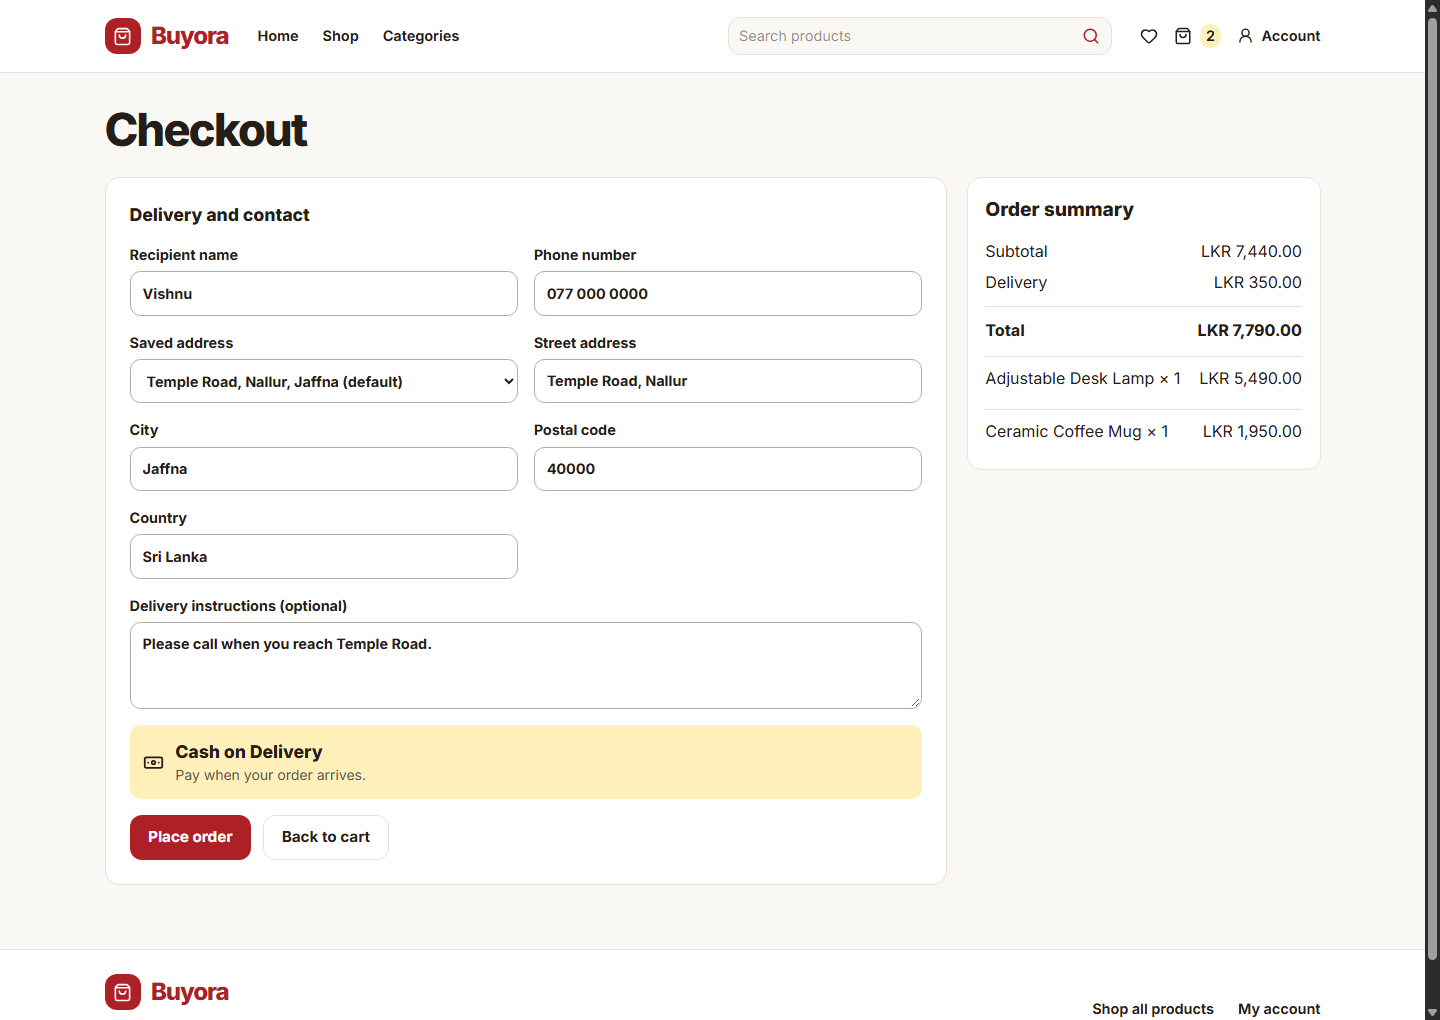 Buyora
Home
Shop
Categories
Search products
2
Account
Checkout
Delivery and contact
Recipient name
Vishnu
Phone number
077 000 0000
Saved address
Temple Road, Nallur, Jaffna (default)
Street address
Temple Road, Nallur
City
Jaffna
Postal code
40000
Country
Sri Lanka
Delivery instructions (optional)
Please call when you reach Temple Road.
Cash on Delivery
Pay when your order arrives.
Place order
Back to cart
Order summary
Subtotal LKR 7,440.00
Delivery LKR 350.00
Total LKR 7,790.00
Adjustable Desk Lamp × 1 LKR 5,490.00
Ceramic Coffee Mug × 1 LKR 1,950.00
Buyora
Shop all products
My account